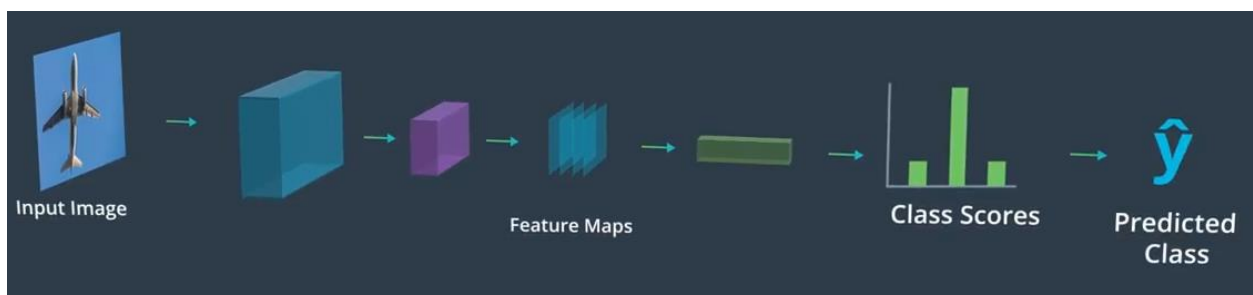 Input Image
Feature Maps
Class Scores
ŷ
Predicted
Class